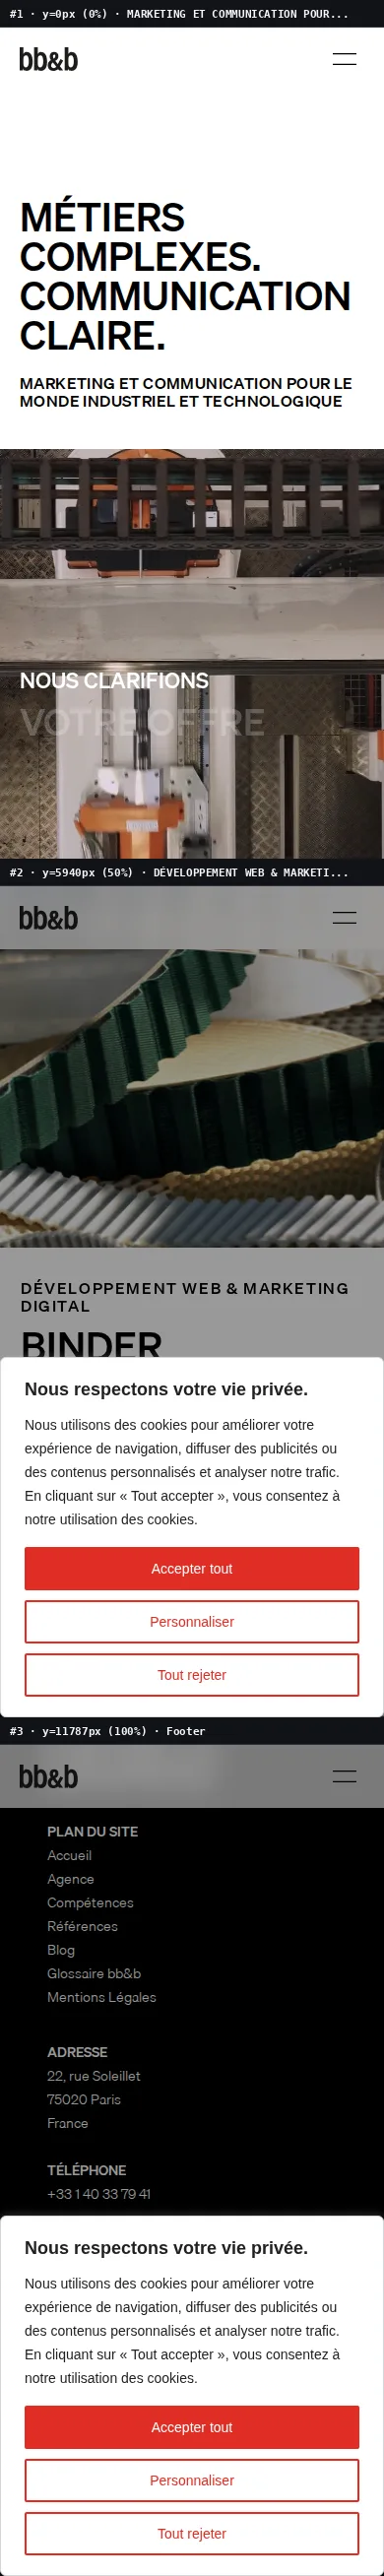 #1 · y=0px (0%) · MARKETING ET COMMUNICATION POUR...
bb&b
MÉTIERS
COMPLEXES.
COMMUNICATION
CLAIRE.
MARKETING ET COMMUNICATION POUR LE
MONDE INDUSTRIEL ET TECHNOLOGIQUE
NOUS CLARIFIONS
VOTRE OFFRE
#2 · y=5940px (50%) · DÉVELOPPEMENT WEB & MARKETI...
bb&b
DÉVELOPPEMENT WEB & MARKETING
DIGITAL
BINDER
Nous respectons votre vie privée.
Nous utilisons des cookies pour améliorer votre
expérience de navigation, diffuser des publicités ou
des contenus personnalisés et analyser notre trafic.
En cliquant sur « Tout accepter », vous consentez à
notre utilisation des cookies.
Accepter tout
Personnaliser
Tout rejeter
#3 · y=11787px (100%) · Footer
bb&b
PLAN DU SITE
Accueil
Agence
Compétences
Références
Blog
Glossaire bb&b
Mentions Légales
ADRESSE
22, rue Soleillet
75020 Paris
France
TÉLÉPHONE
+33 1 40 33 79 41
Nous respectons votre vie privée.
Nous utilisons des cookies pour améliorer votre
expérience de navigation, diffuser des publicités ou
des contenus personnalisés et analyser notre trafic.
En cliquant sur « Tout accepter », vous consentez à
notre utilisation des cookies.
Accepter tout
Personnaliser
Tout rejeter